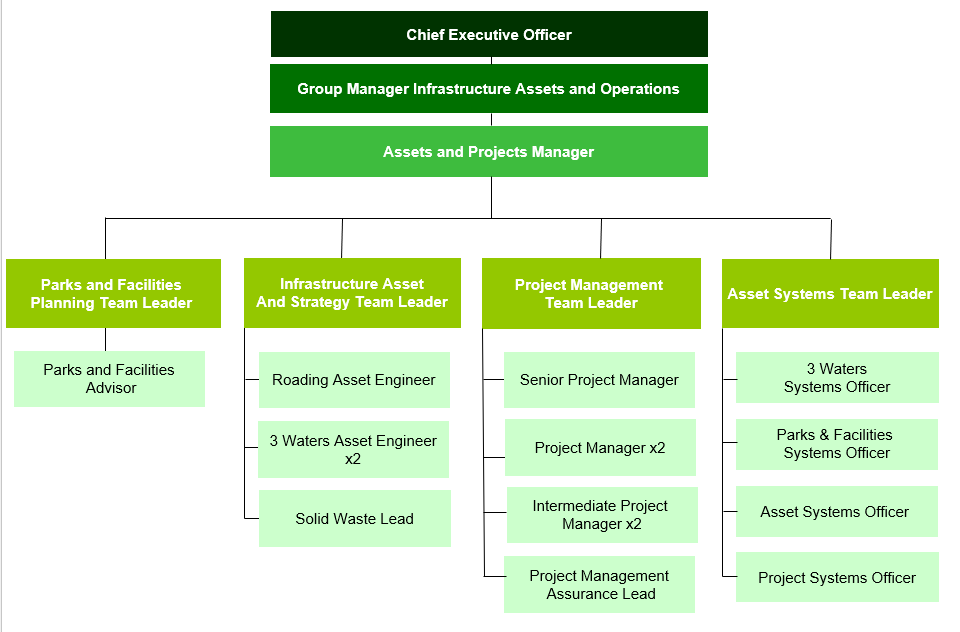 Chief Executive Officer
Group Manager Infrastructure Assets and Operations
Assets and Projects Manager
Parks and Facilities
Planning Team Leader
Parks and Facilities
Advisor
Infrastructure Asset
And Strategy Team Leader
Roading Asset Engineer
3 Waters Asset Engineer
x2
Solid Waste Lead
Project Management
Team Leader
Senior Project Manager
Project Manager x2
Intermediate Project
Manager x2
Project Management
Assurance Lead
Asset Systems Team Leader
3 Waters
Systems Officer
Parks & Facilities
Systems Officer
Asset Systems Officer
Project Systems Officer